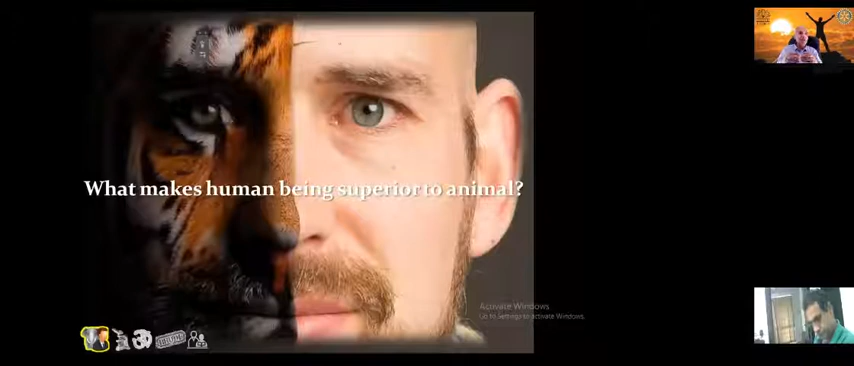 What makes human being superior to animal?
Activate Windows
Go to Settings to activate Windows.